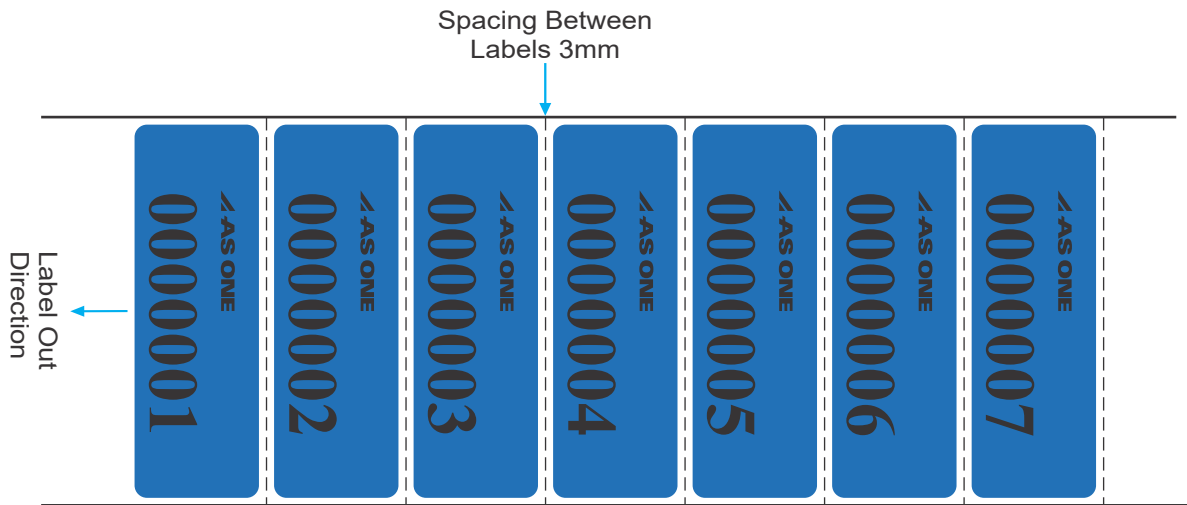 Spacing Between
Labels 3mm
Label Out
Direction
AS ONE
0000001
AS ONE
0000002
AS ONE
0000003
AS ONE
0000004
AS ONE
0000005
AS ONE
0000006
AS ONE
0000007